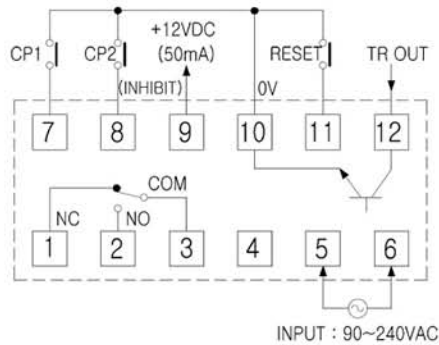 +12VDC
CP1 CP2 (50mA) RESET TR OUT
(INHIBIT) 0V
7 8 9 10 11 12
COM
NC NO
1 2 3 4 5 6
INPUT : 90~240VAC